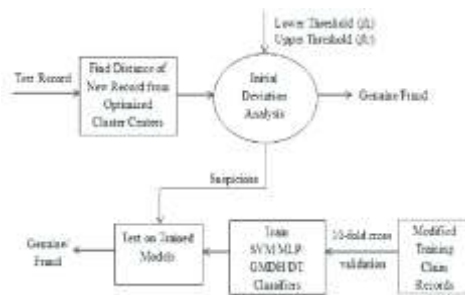 Lower Threshold (βL)
Upper Threshold (βU)
Test Record
Find Distance of
New Record from
Optimized
Cluster Centers
Initial
Deviation
Analysis
Genuine/Fraud
Suspicious
Genuine/
Fraud
Test on Trained
Models
Train
SVM MLP
GMDH DT
Classifiers
10-fold cross
validation
Modified
Training
Claim
Records